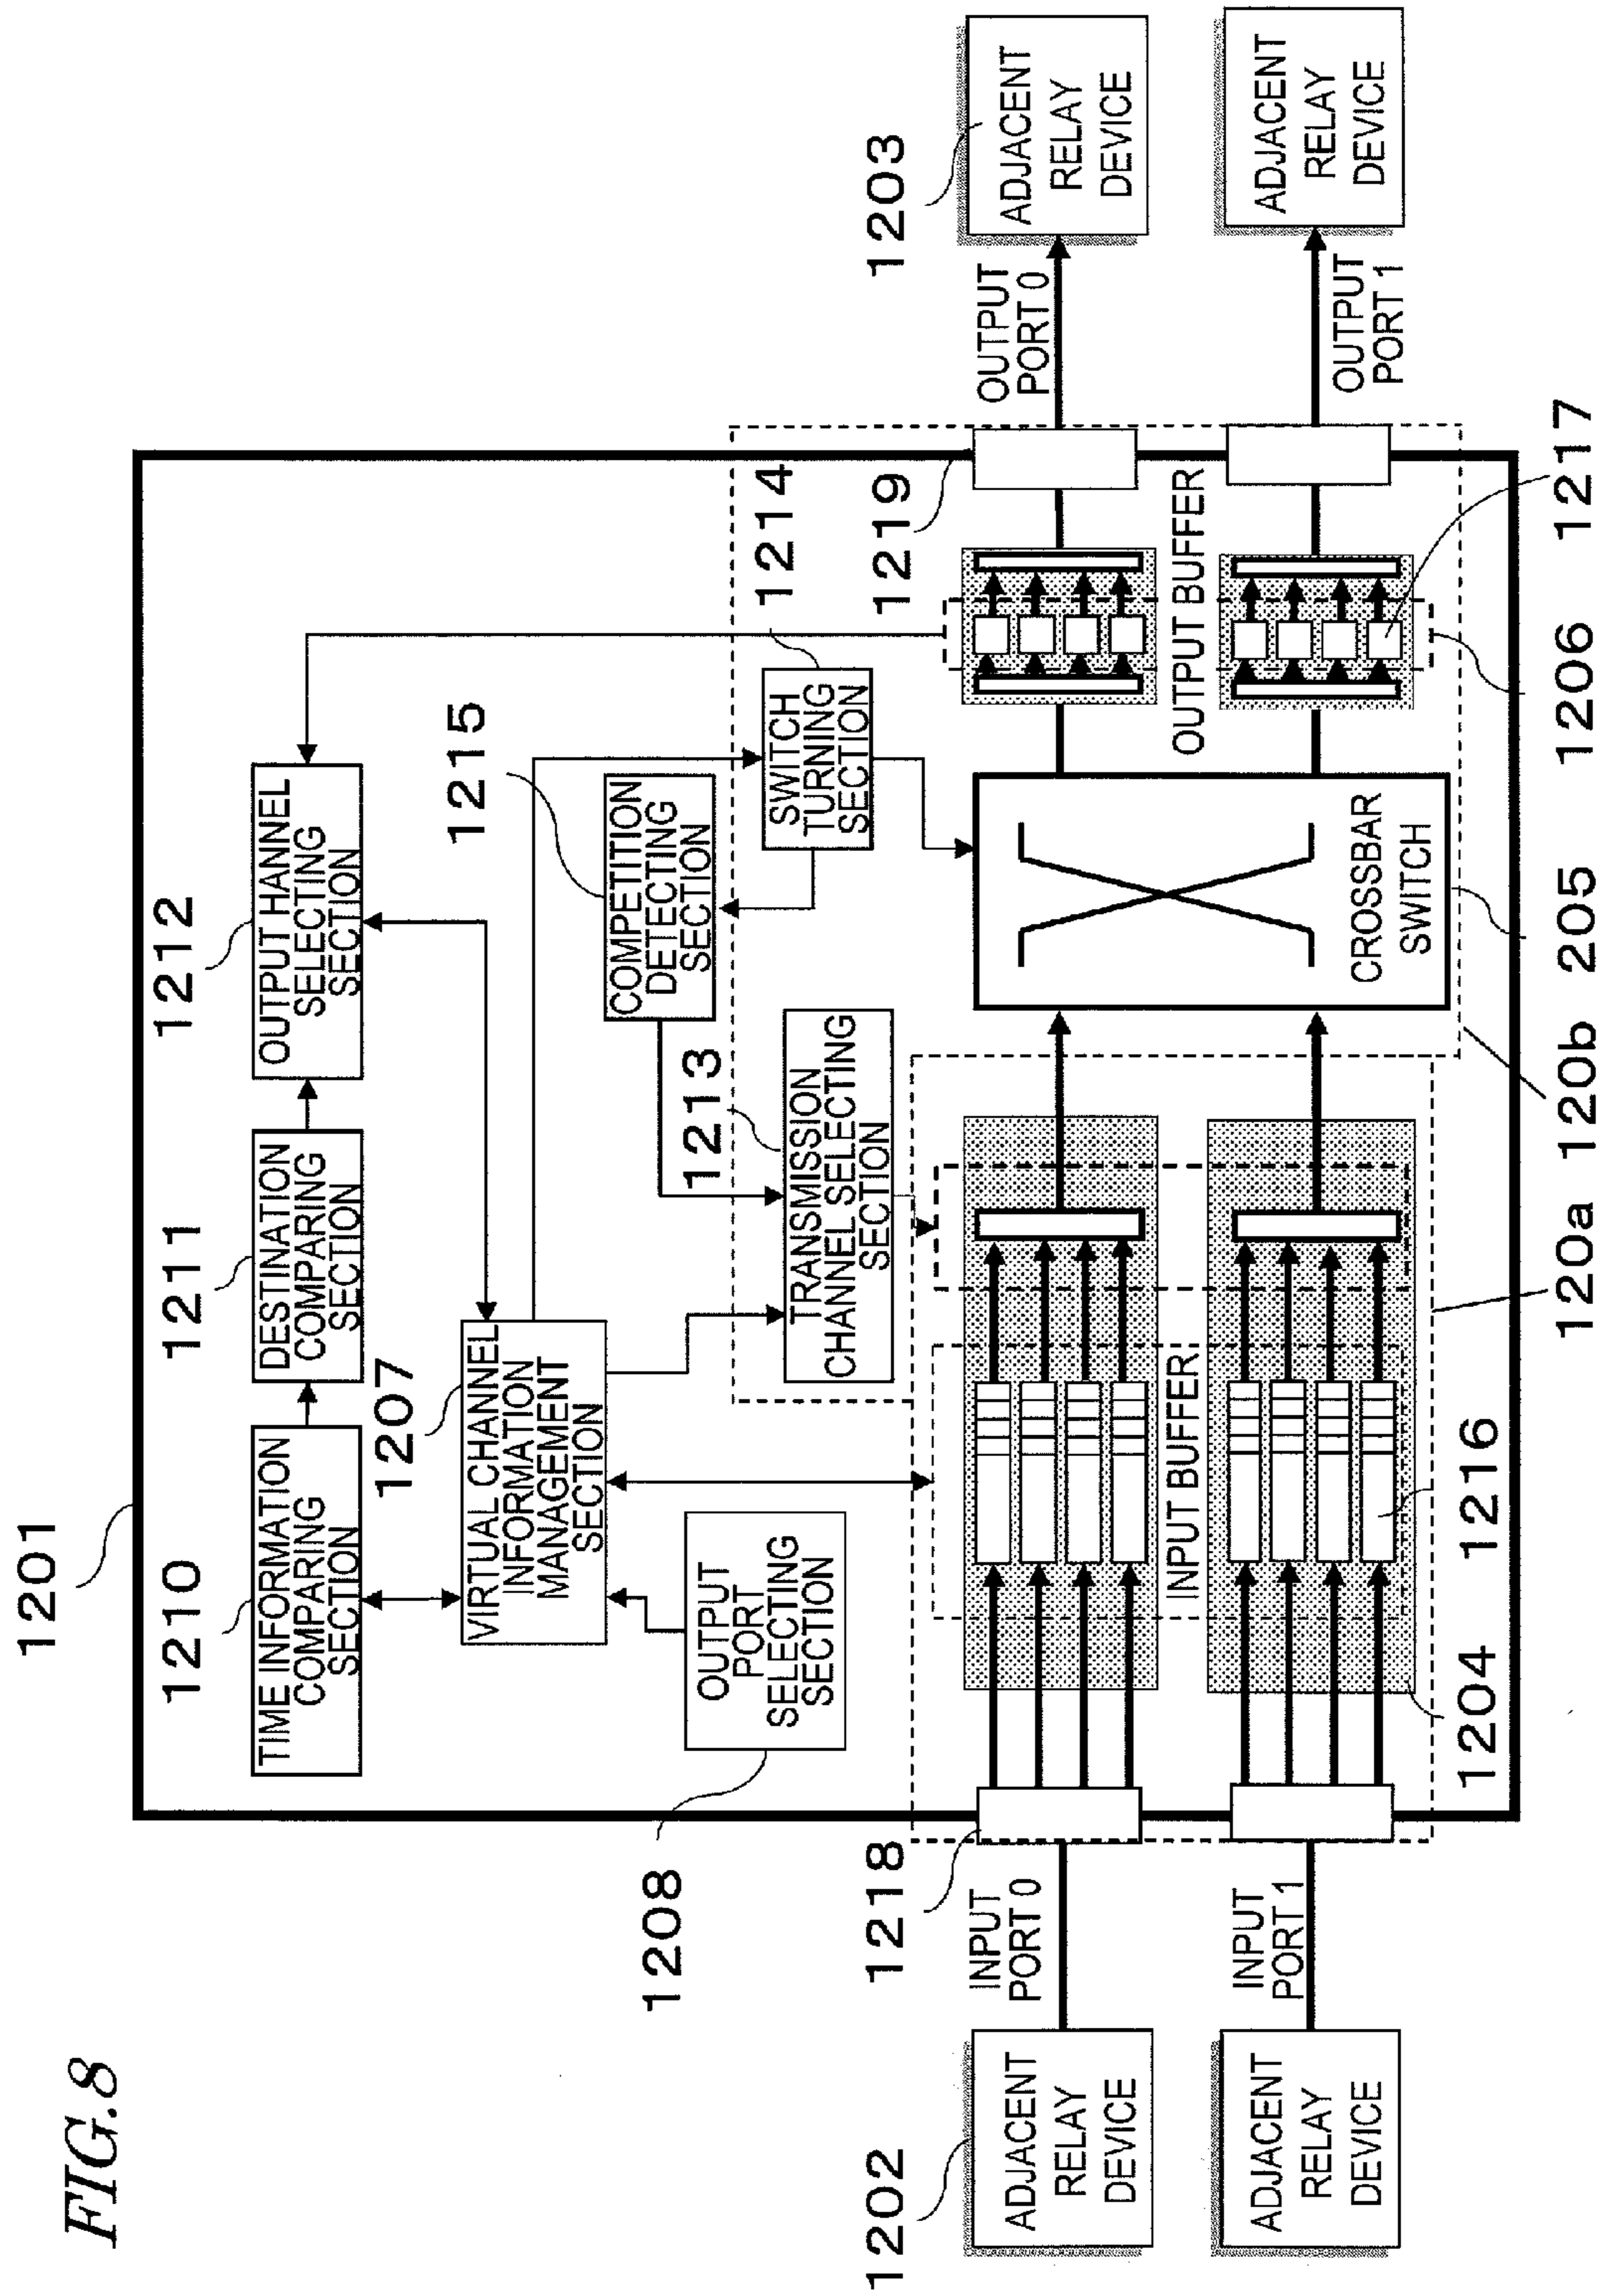 FIG.8
1201
1210
TIME INFORMATION
COMPARING
SECTION
1211
DESTINATION
COMPARING
SECTION
1212
OUTPUT HANNEL
SELECTING
SECTION
1207
VIRTUAL CHANNEL
INFORMATION
MANAGEMENT
SECTION
1215
COMPETITION
DETECTING
SECTION
1208
OUTPUT
PORT
SELECTING
SECTION
1213
TRANSMISSION
CHANNEL SELECTING
SECTION
1214
SWITCH
TURNING
SECTION
1202
ADJACENT
RELAY
DEVICE
1218
INPUT
PORT 0
1219
OUTPUT
PORT 0
1203
ADJACENT
RELAY
DEVICE
INPUT BUFFER
OUTPUT BUFFER
ADJACENT
RELAY
DEVICE
INPUT
PORT 1
CROSSBAR
SWITCH
OUTPUT
PORT 1
ADJACENT
RELAY
DEVICE
1204
1216
120a
120b
205
1206
1217